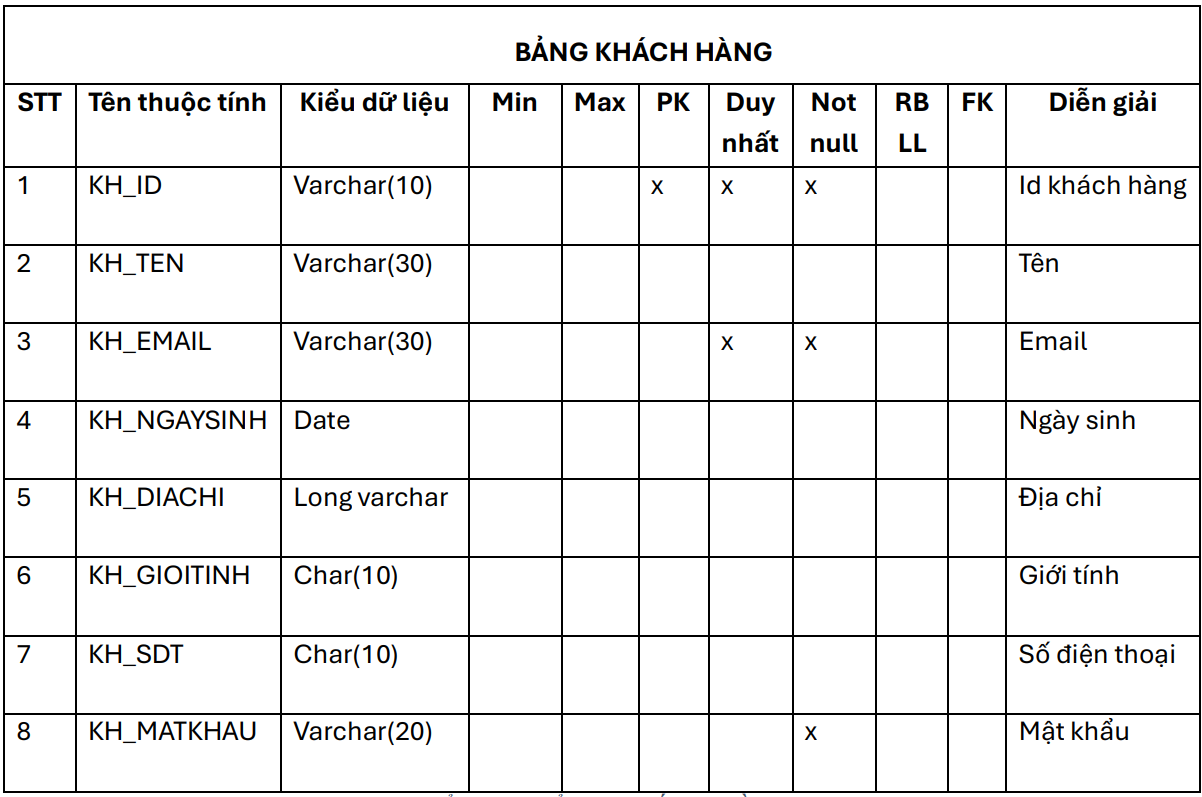 BẢNG KHÁCH HÀNG
STT Tên thuộc tính Kiểu dữ liệu Min Max PK Duy nhất Not null RB LL FK Diễn giải
1 KH_ID Varchar(10) x x x Id khách hàng
2 KH_TEN Varchar(30) Tên
3 KH_EMAIL Varchar(30) x x Email
4 KH_NGAYSINH Date Ngày sinh
5 KH_DIACHI Long varchar Địa chỉ
6 KH_GIOITINH Char(10) Giới tính
7 KH_SDT Char(10) Số điện thoại
8 KH_MATKHAU Varchar(20) x Mật khẩu